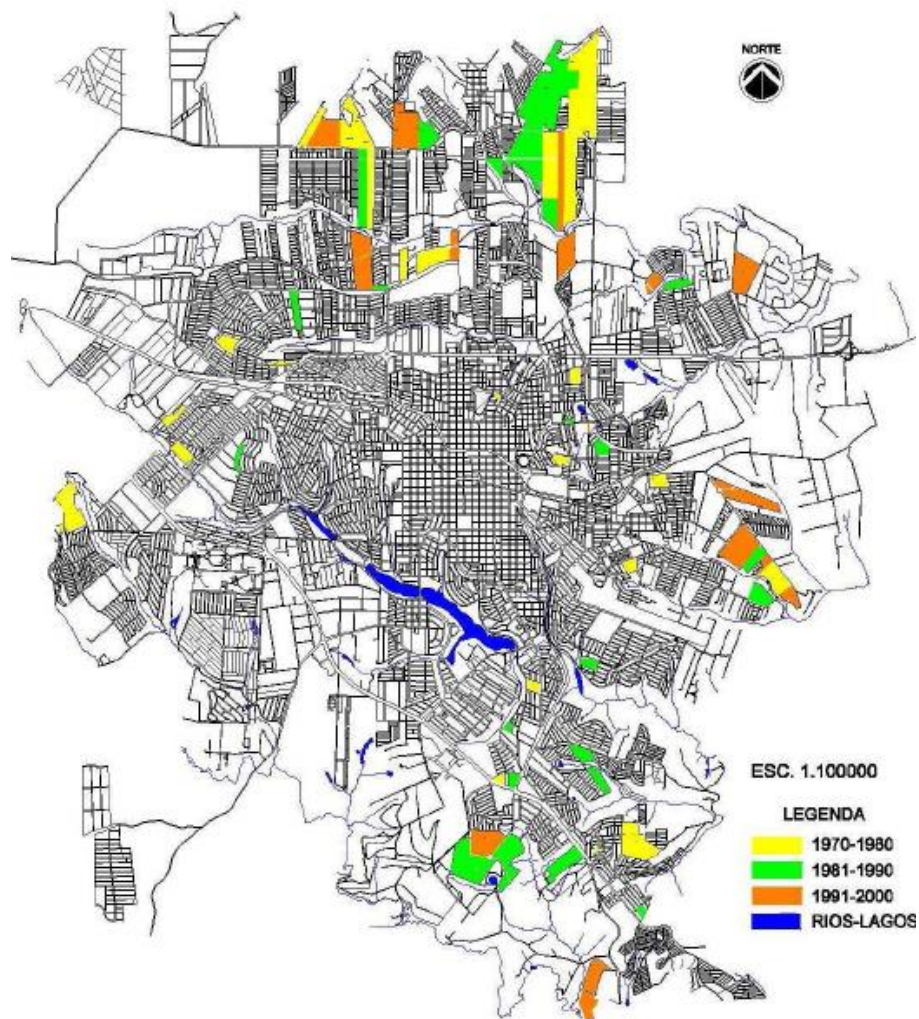 NORTE
ESC. 1.100000
LEGENDA
1970-1980
1981-1990
1991-2000
RIOS-LAGOS